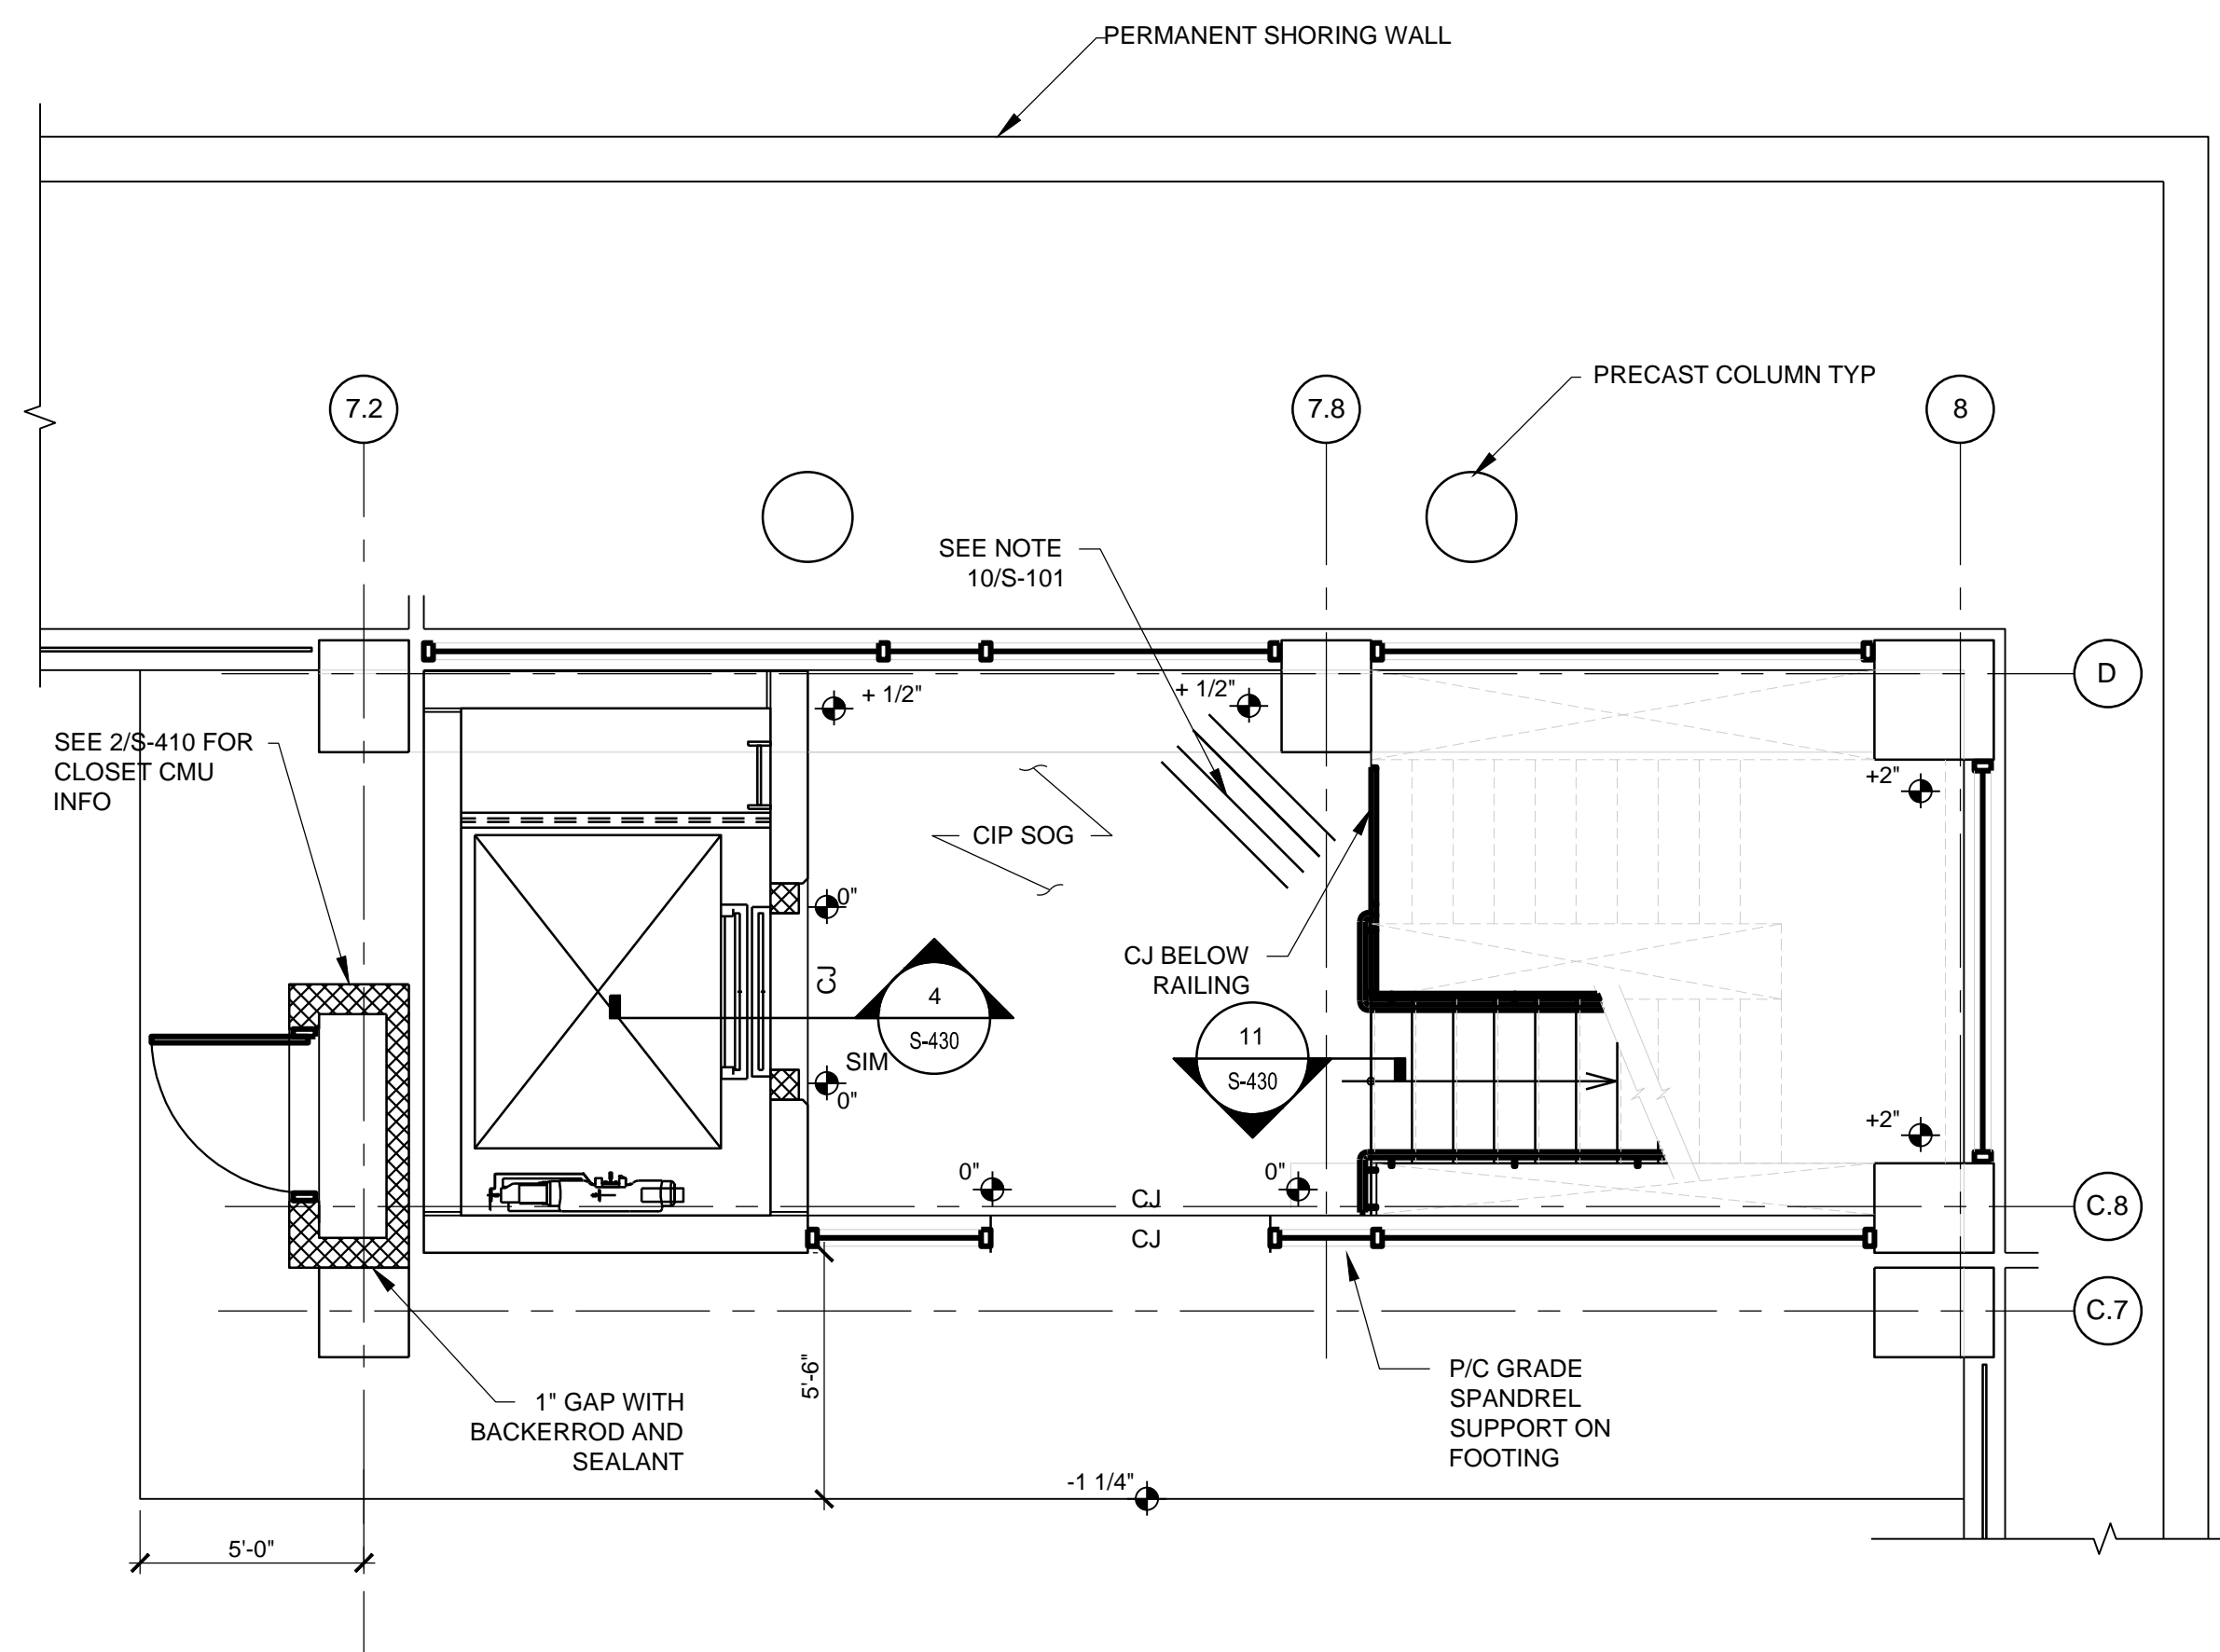 PERMANENT SHORING WALL
PRECAST COLUMN TYP
7.2
7.8
8
SEE NOTE
10/S-101
D
+ 1/2"
+ 1/2"
SEE 2/S-410 FOR
CLOSET CMU
INFO
+2"
CIP SOG
0"
CJ
CJ BELOW
RAILING
4
S-430
SIM
11
S-430
0"
+2"
0"
0"
CJ
C.8
CJ
C.7
5'-6"
P/C GRADE
SPANDREL
SUPPORT ON
FOOTING
1" GAP WITH
BACKERROD AND
SEALANT
-1 1/4"
5'-0"